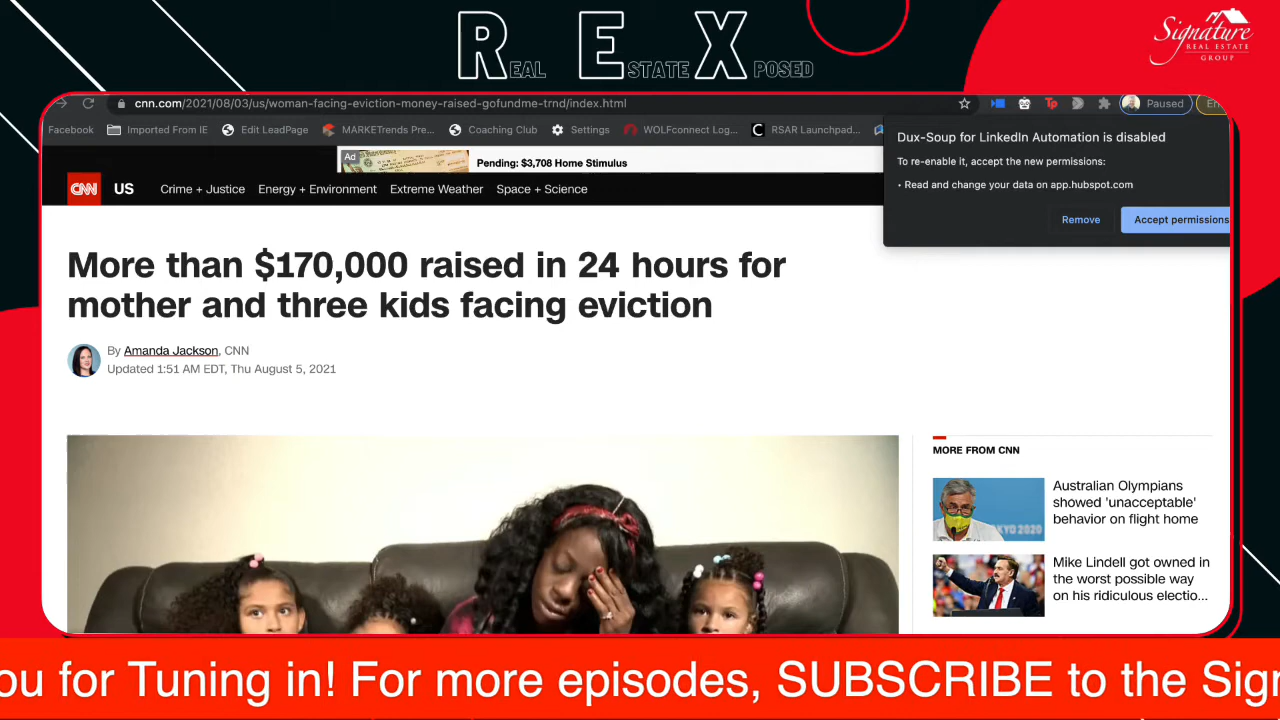 REAL ESTATE XPOSED
Signature
REAL ESTATE
GROUP
cnn.com/2021/08/03/us/woman-facing-eviction-money-raised-gofundme-trnd/index.html
Paused
Facebook
Imported From IE
Edit LeadPage
MARKETrends Pre...
Coaching Club
Settings
WOLFconnect Log...
RSAR Launchpad...
Dux-Soup for LinkedIn Automation is disabled
To re-enable it, accept the new permissions:
• Read and change your data on app.hubspot.com
Remove
Accept permissions
Ad
Pending: $3,708 Home Stimulus
CNN US Crime + Justice Energy + Environment Extreme Weather Space + Science
More than $170,000 raised in 24 hours for
mother and three kids facing eviction
By Amanda Jackson, CNN
Updated 1:51 AM EDT, Thu August 5, 2021
MORE FROM CNN
Australian Olympians
showed 'unacceptable'
behavior on flight home
KYO 2020
Mike Lindell got owned in
the worst possible way
on his ridiculous electio...
ou for Tuning in! For more episodes, SUBSCRIBE to the Sig